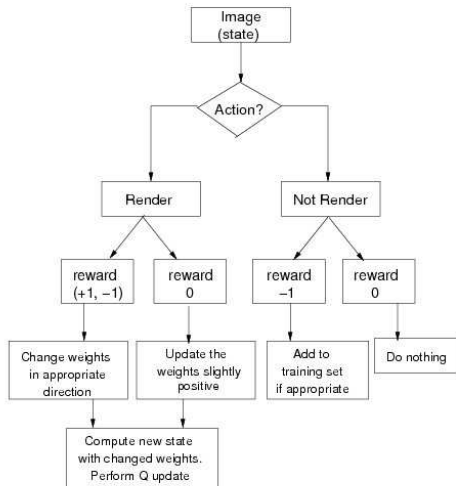 Image
(state)
Action?
Render
Not Render
reward
(+1, −1)
reward
0
reward
−1
reward
0
Change weights
in appropriate
direction
Update the
weights slightly
positive
Add to
training set
if appropriate
Do nothing
Compute new state
with changed weights.
Perform Q update